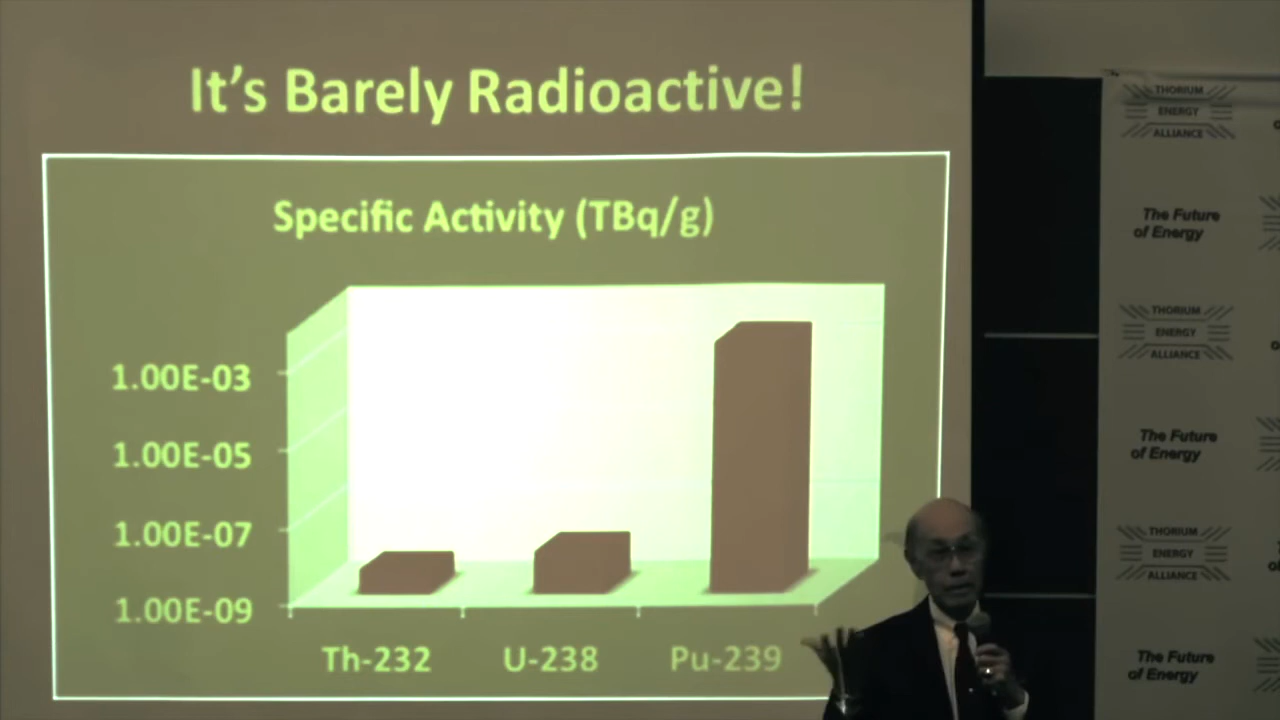 It's Barely Radioactive!
Specific Activity (TBq/g)
1.00E-03
1.00E-05
1.00E-07
1.00E-09
Th-232
U-238
Pu-239
THORIUM
ENERGY
ALLIANCE
The Future
of Energy
THORIUM
ENERGY
ALLIANCE
The Future
of Energy
THORIUM
ENERGY
ALLIANCE
The Future
of Energy